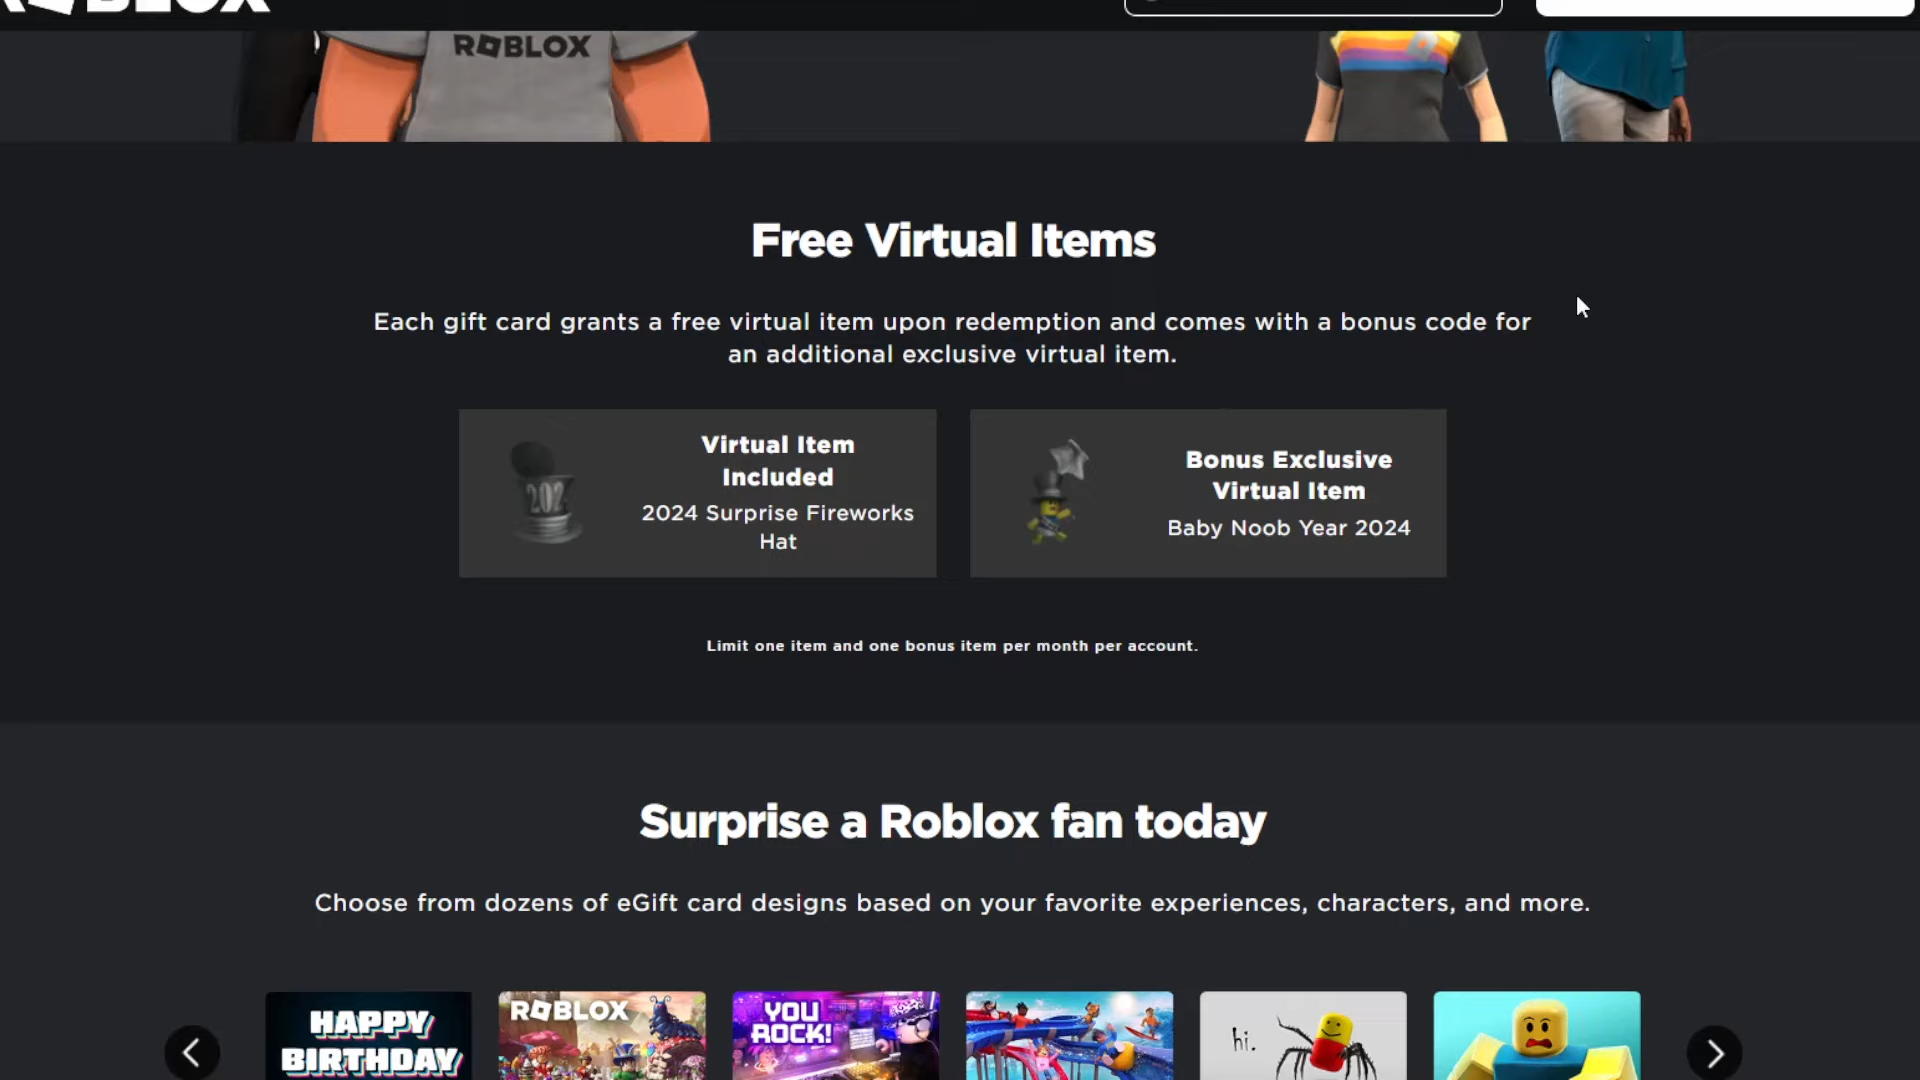 ROBLOX
ROBLOX
Free Virtual Items
Each gift card grants a free virtual item upon redemption and comes with a bonus code for
an additional exclusive virtual item.
202
Virtual Item
Included
2024 Surprise Fireworks
Hat
Bonus Exclusive
Virtual Item
Baby Noob Year 2024
Limit one item and one bonus item per month per account.
Surprise a Roblox fan today
Choose from dozens of eGift card designs based on your favorite experiences, characters, and more.
HAPPY
BIRTHDAY
ROBLOX
YOU
ROCK!
hi.